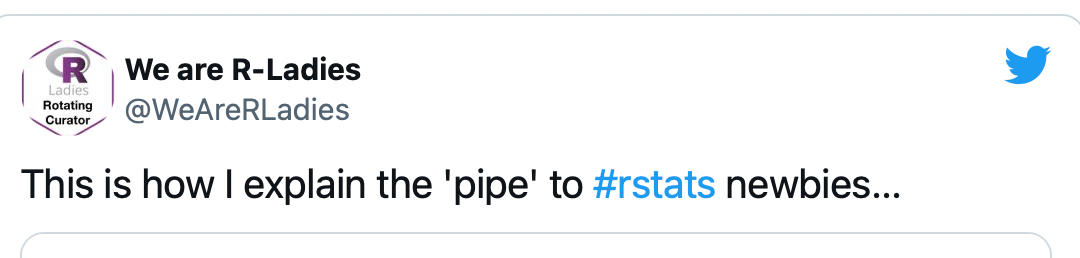 We are R-Ladies
@WeAreRLadies
R
Ladies
Rotating
Curator
This is how I explain the 'pipe' to #rstats newbies...